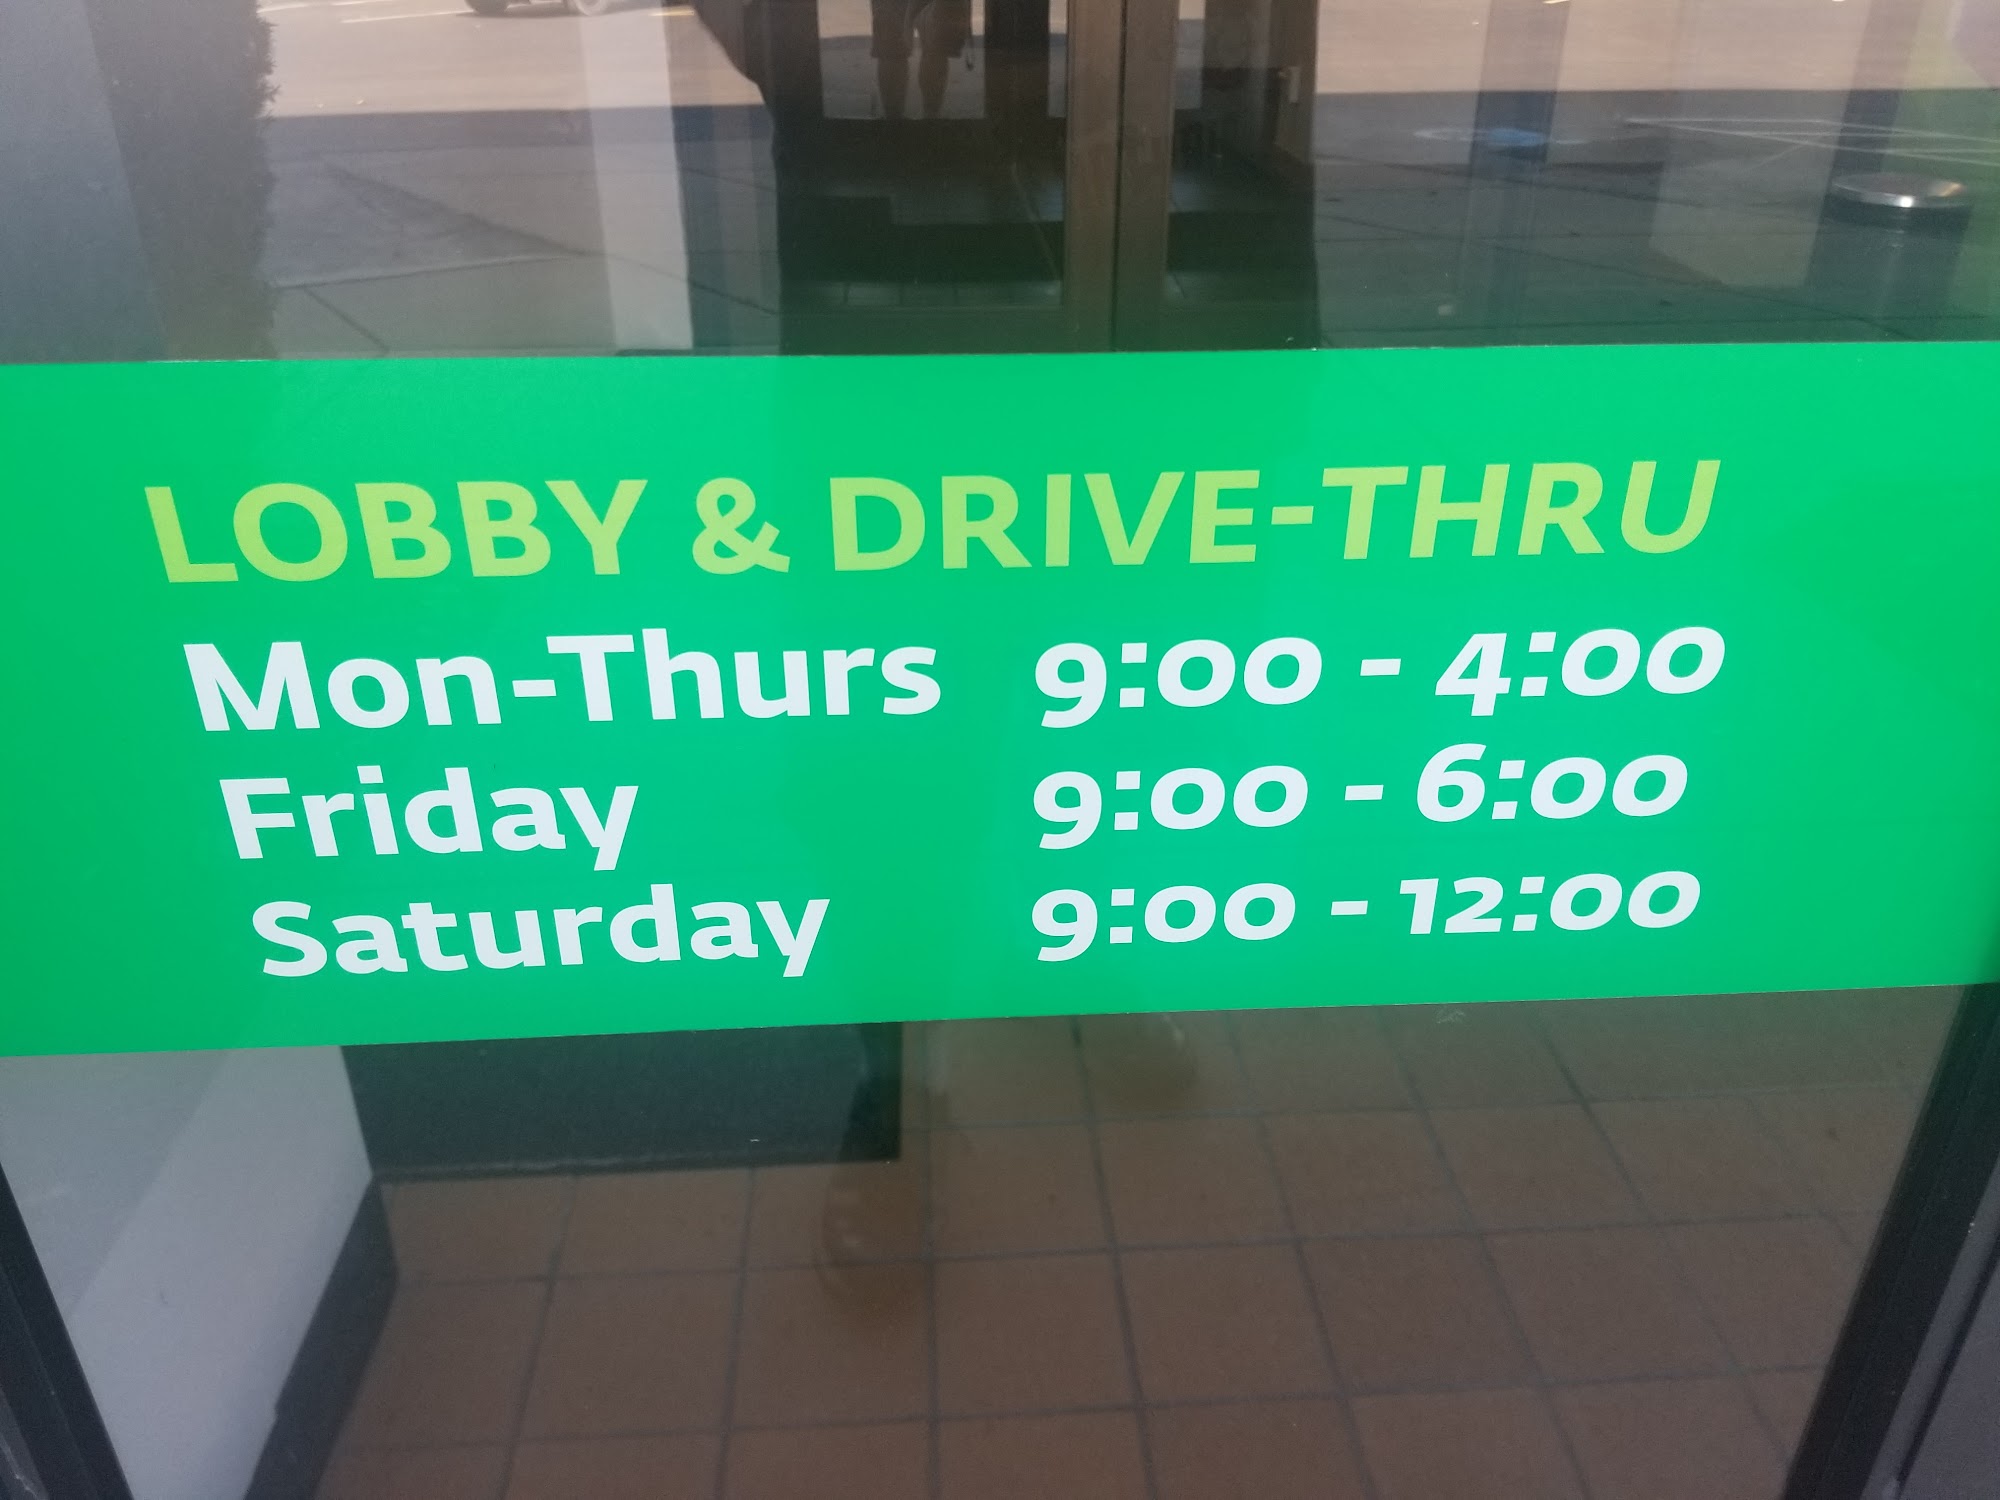 LOBBY & DRIVE-THRU
Mon-Thurs 9:00 - 4:00
Friday 9:00 - 6:00
Saturday 9:00 - 12:00